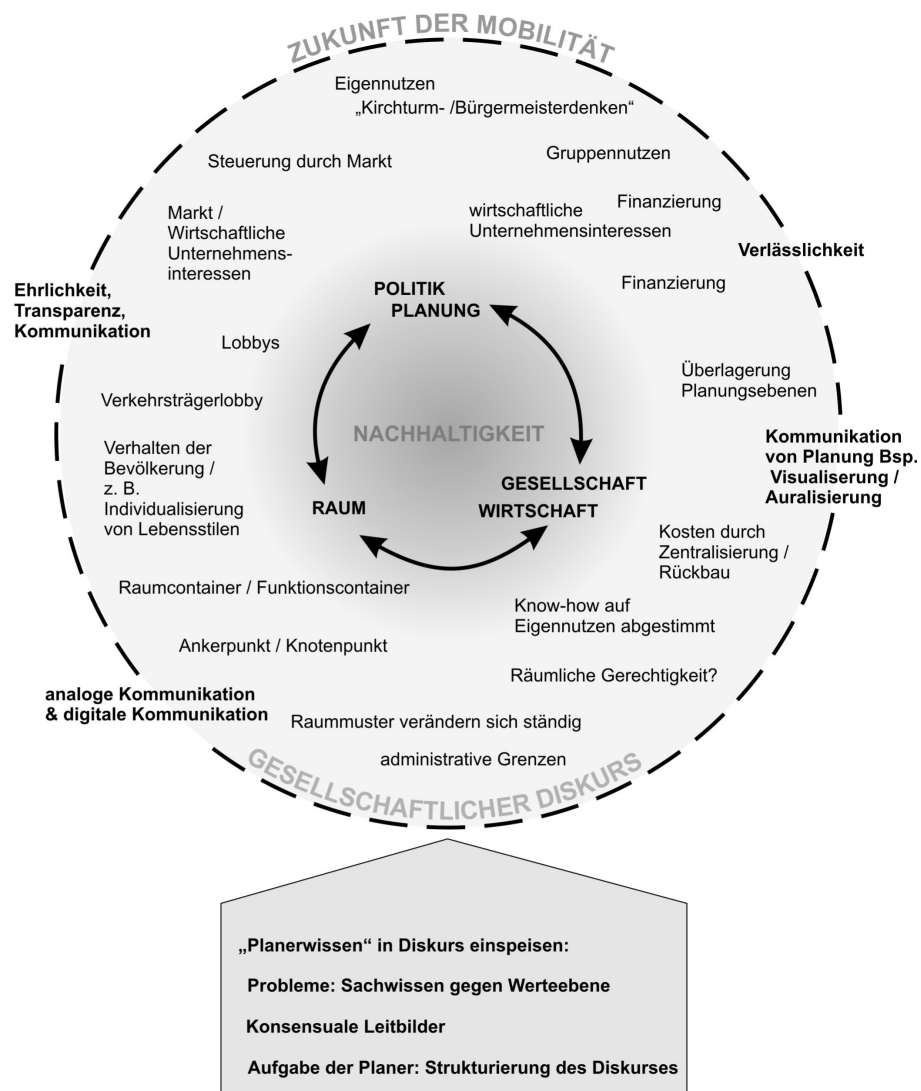 ZUKUNFT DER MOBILITÄT
Eigennutzen
„Kirchturm- /Bürgermeisterdenken“
Steuerung durch Markt
Gruppennutzen
Markt /
Wirtschaftliche
Unternehmens-
interessen
wirtschaftliche
Unternehmensinteressen
Finanzierung
Verlässlichkeit
Finanzierung
Ehrlichkeit,
Transparenz,
Kommunikation
POLITIK
PLANUNG
Lobbys
Verkehrsträgerlobby
Überlagerung
Planungsebenen
NACHHALTIGKEIT
Verhalten der
Bevölkerung /
z. B.
Individualisierung
von Lebensstilen
RAUM
GESELLSCHAFT
WIRTSCHAFT
Kommunikation
von Planung Bsp.
Visualiserung /
Auralisierung
Kosten durch
Zentralisierung /
Rückbau
Raumcontainer / Funktionscontainer
Know-how auf
Eigennutzen abgestimmt
Ankerpunkt / Knotenpunkt
Räumliche Gerechtigkeit?
analoge Kommunikation
& digitale Kommunikation
Raummuster verändern sich ständig
administrative Grenzen
GESELLSCHAFTLICHER DISKURS
„Planerwissen“ in Diskurs einspeisen:
Probleme: Sachwissen gegen Werteebene
Konsensuale Leitbilder
Aufgabe der Planer: Strukturierung des Diskurses